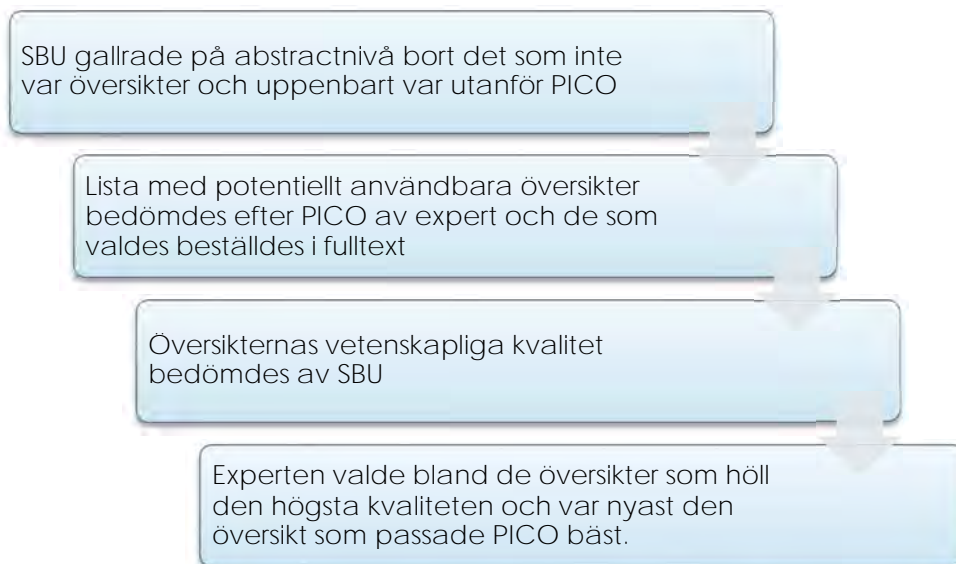 SBU gallrade på abstractnivå bort det som inte
var översikter och uppenbart var utanför PICO
Lista med potentiellt användbara översikter
bedömdes efter PICO av expert och de som
valdes beställdes i fulltext
Översikternas vetenskapliga kvalitet
bedömdes av SBU
Experten valde bland de översikter som höll
den högsta kvaliteten och var nyast den
översikt som passade PICO bäst.